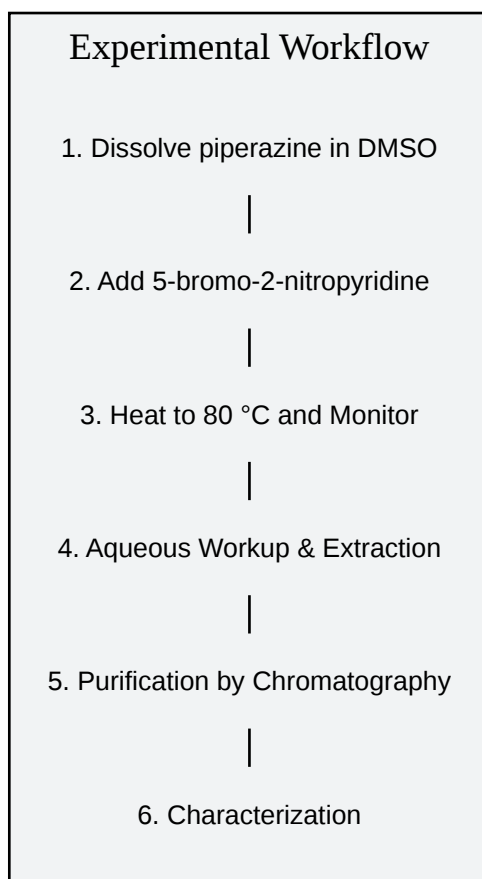 Experimental Workflow
1. Dissolve piperazine in DMSO
2. Add 5-bromo-2-nitropyridine
3. Heat to 80 °C and Monitor
4. Aqueous Workup & Extraction
5. Purification by Chromatography
6. Characterization